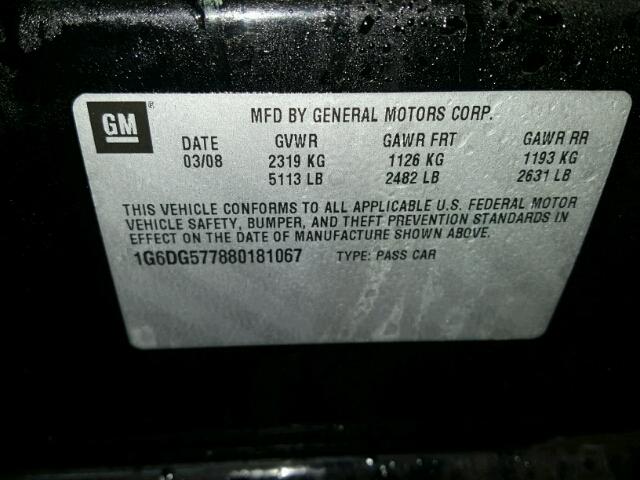 GM ®
MFD BY GENERAL MOTORS CORP.
DATE GVWR GAWR FRT GAWR RR
03/08 2319 KG 1126 KG 1193 KG
5113 LB 2482 LB 2631 LB
THIS VEHICLE CONFORMS TO ALL APPLICABLE U.S. FEDERAL MOTOR
VEHICLE SAFETY, BUMPER, AND THEFT PREVENTION STANDARDS IN
EFFECT ON THE DATE OF MANUFACTURE SHOWN ABOVE.
1G6DG577880181067 TYPE: PASS CAR